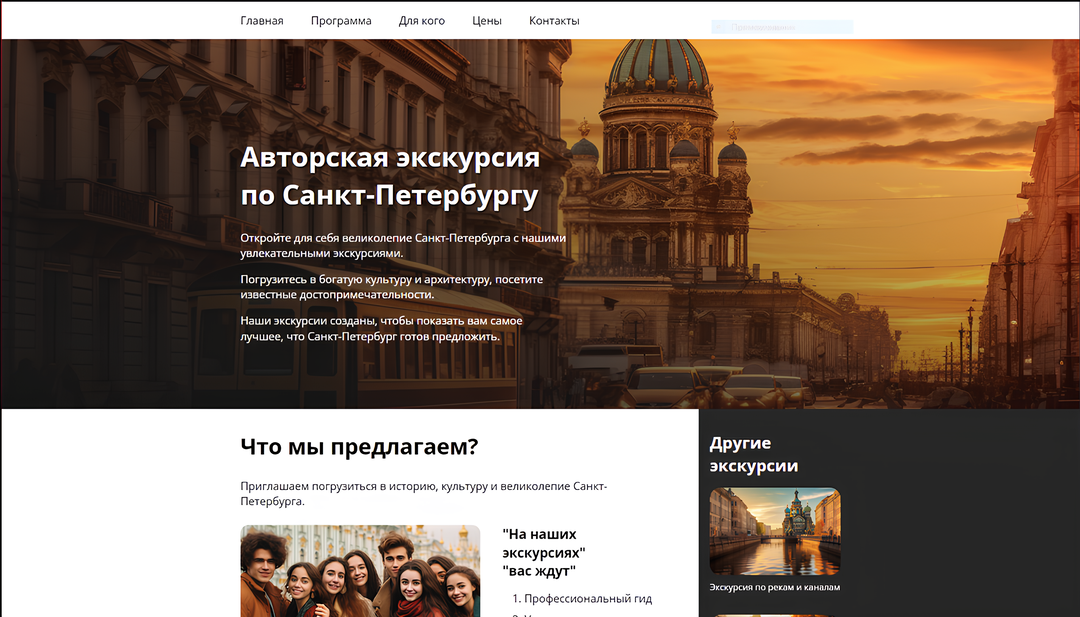 Главная Программа Для кого Цены Контакты
Авторская экскурсия
по Санкт-Петербургу
Откройте для себя великолепие Санкт-Петербурга с нашими
увлекательными экскурсиями.
Погрузитесь в богатую культуру и архитектуру, посетите
известные достопримечательности.
Наши экскурсии созданы, чтобы показать вам самое
лучшее, что Санкт-Петербург готов предложить.
Что мы предлагаем?
Приглашаем погрузиться в историю, культуру и великолепие Санкт-
Петербурга.
"На наших
экскурсиях"
"вас ждут"
1. Профессиональный гид
Другие
экскурсии
Экскурсия по рекам и каналам